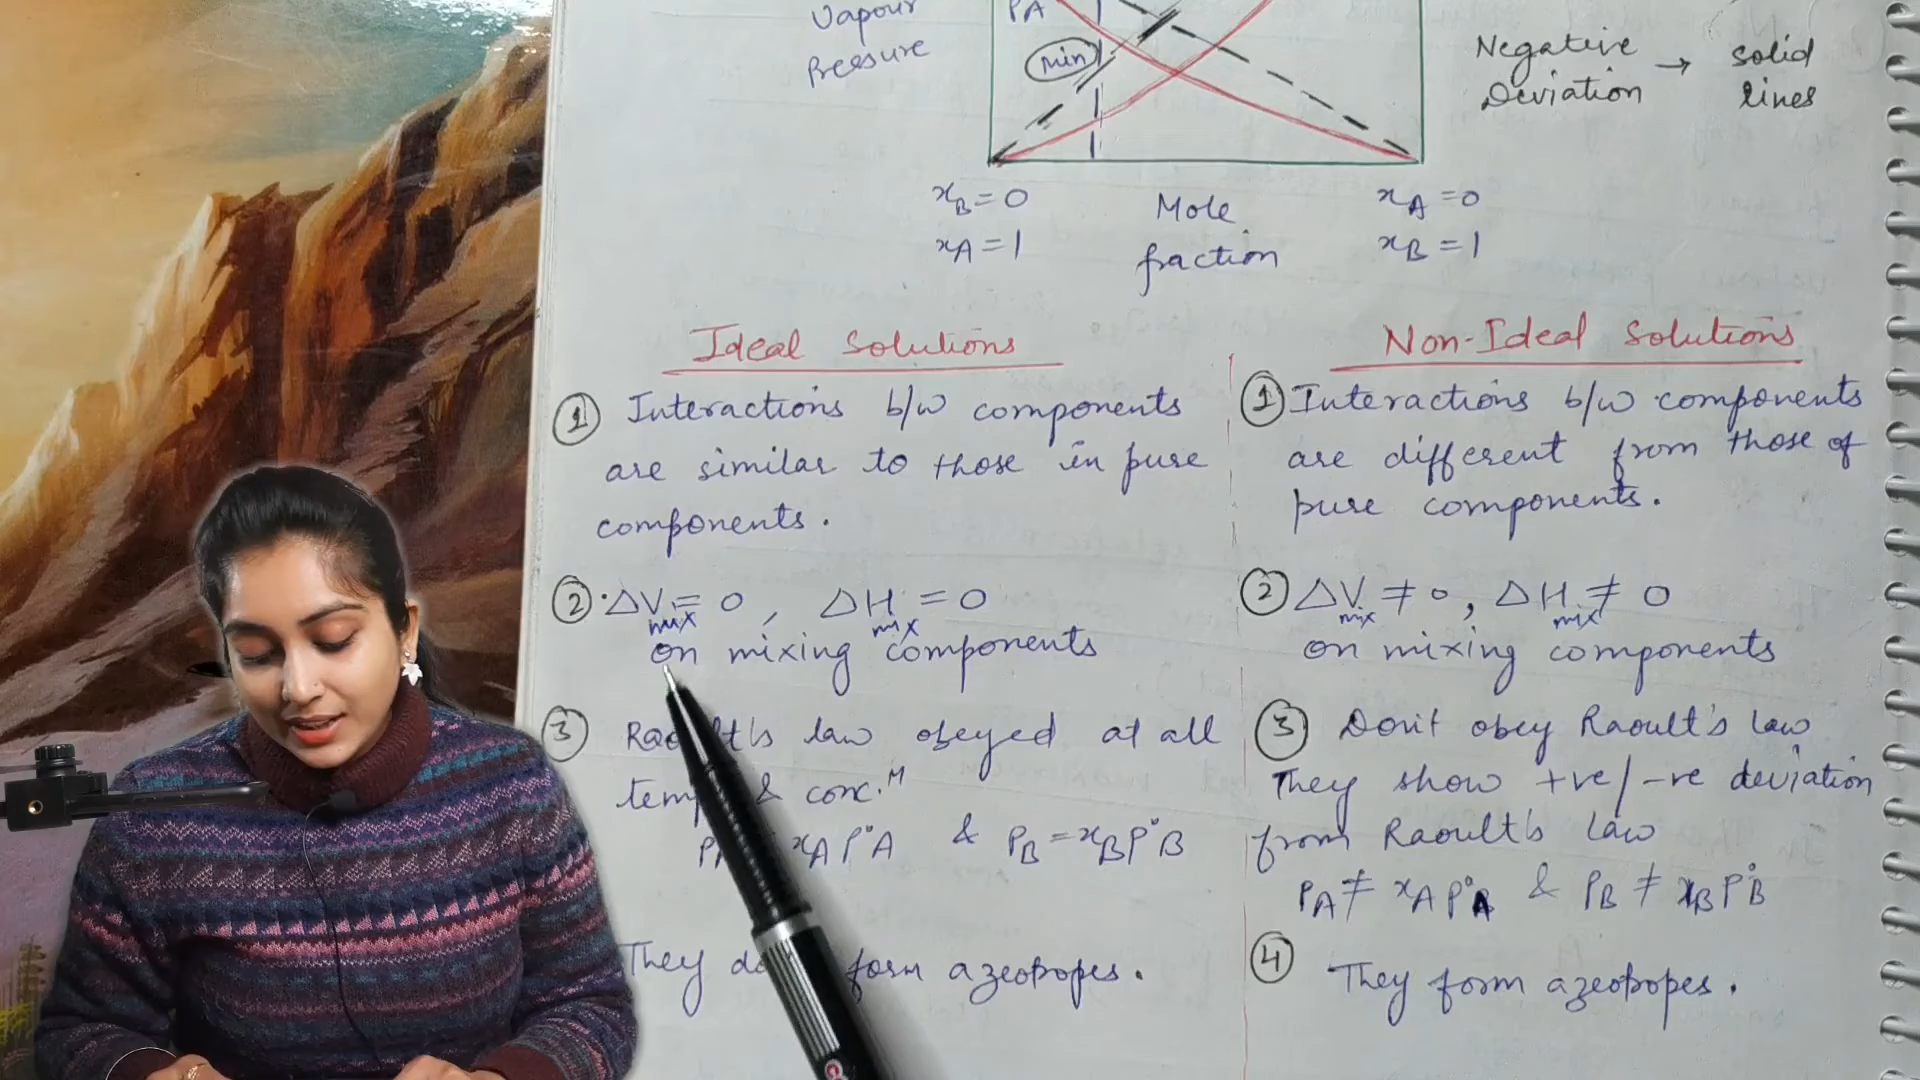 Vapour
Pressure
PA
min
Negative
Deviation → solid
lines
xB = 0
xA = 1
Mole
fraction
xA = 0
xB = 1
Ideal Solutions
① Interactions b/w components
are similar to those in pure
components.
② ΔVmix = 0 , ΔHmix = 0
on mixing components
③ law obeyed at all
& conc.ⁿ
xA P°A & PB = xB P°B
They form azeotropes.
Non-Ideal Solutions
① Interactions b/w components
are different from those of
pure components.
② ΔVmix ≠ 0 , ΔHmix ≠ 0
on mixing components
③ Don't obey Raoult's law
They show +ve/-ve deviation
from Raoult's law
PA ≠ xA P°A & PB ≠ xB P°B
④ They form azeotropes.